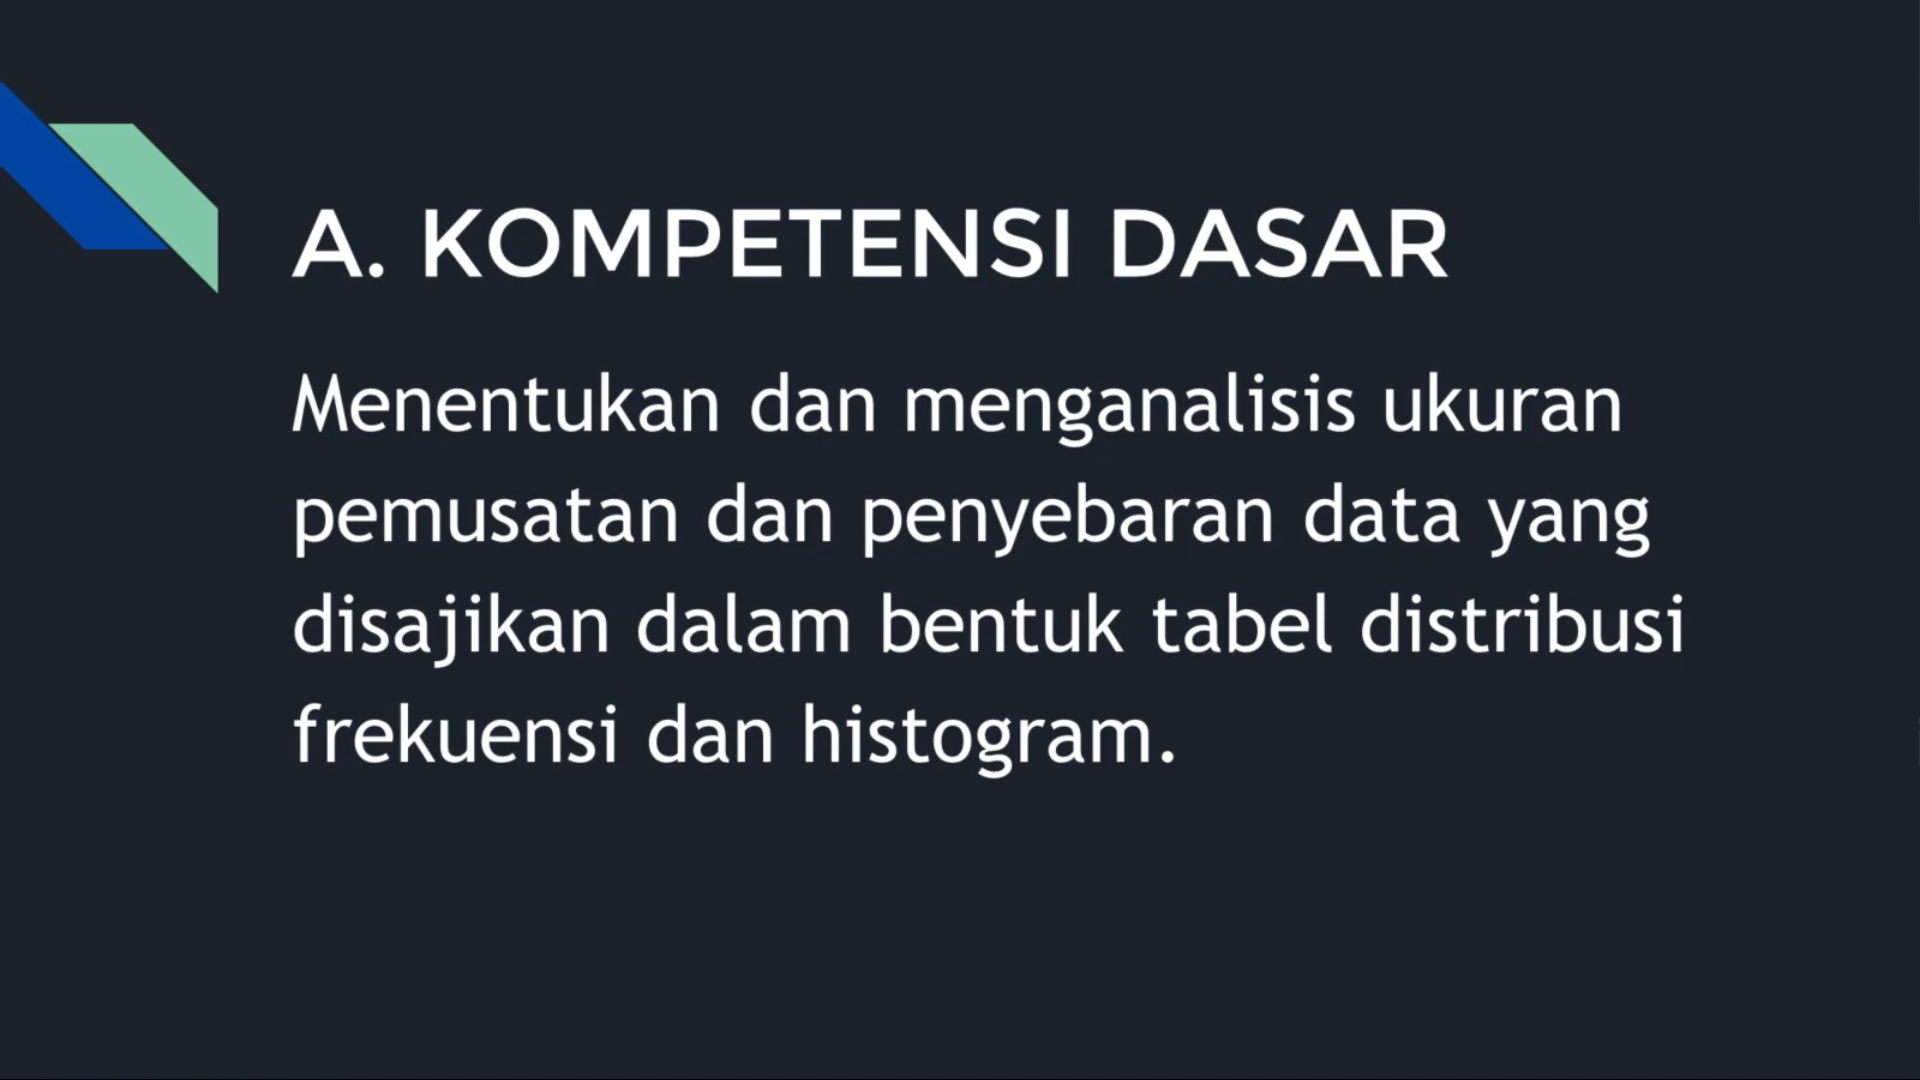 A. KOMPETENSI DASAR
Menentukan dan menganalisis ukuran
pemusatan dan penyebaran data yang
disajikan dalam bentuk tabel distribusi
frekuensi dan histogram.